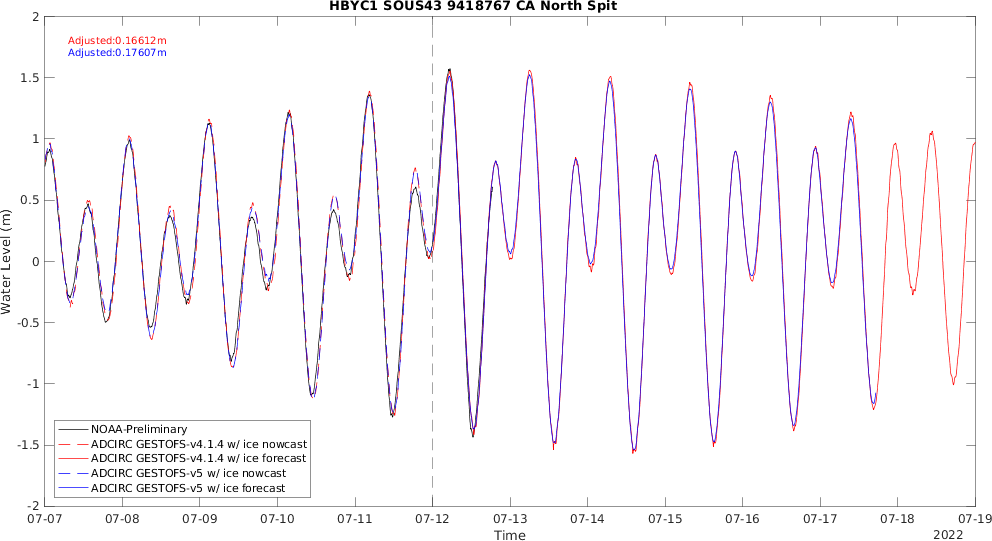 HBYC1 SOUS43 9418767 CA North Spit
Adjusted:0.16612m
Adjusted:0.17607m
2
1.5
1
0.5
0
-0.5
-1
-1.5
-2
Water Level (m)
NOAA-Preliminary
ADCIRC GESTOFS-v4.1.4 w/ ice nowcast
ADCIRC GESTOFS-v4.1.4 w/ ice forecast
ADCIRC GESTOFS-v5 w/ ice nowcast
ADCIRC GESTOFS-v5 w/ ice forecast
07-07 07-08 07-09 07-10 07-11 07-12 07-13 07-14 07-15 07-16 07-17 07-18 07-19
Time
2022